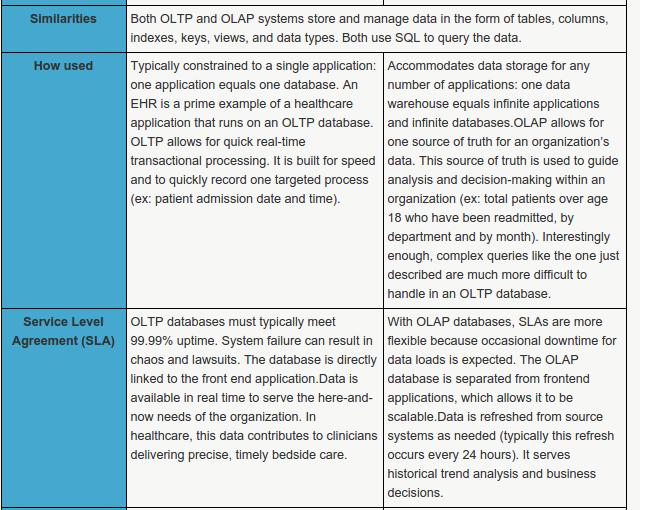 Similarities
Both OLTP and OLAP systems store and manage data in the form of tables, columns,
indexes, keys, views, and data types. Both use SQL to query the data.
How used
Typically constrained to a single application:
one application equals one database. An
EHR is a prime example of a healthcare
application that runs on an OLTP database.
OLTP allows for quick real-time
transactional processing. It is built for speed
and to quickly record one targeted process
(ex: patient admission date and time).
Accommodates data storage for any
number of applications: one data
warehouse equals infinite applications
and infinite databases.OLAP allows for
one source of truth for an organization's
data. This source of truth is used to guide
analysis and decision-making within an
organization (ex: total patients over age
18 who have been readmitted, by
department and by month). Interestingly
enough, complex queries like the one just
described are much more difficult to
handle in an OLTP database.
Service Level
Agreement (SLA)
OLTP databases must typically meet
99.99% uptime. System failure can result in
chaos and lawsuits. The database is directly
linked to the front end application.Data is
available in real time to serve the here-and-
now needs of the organization. In
healthcare, this data contributes to clinicians
delivering precise, timely bedside care.
With OLAP databases, SLAs are more
flexible because occasional downtime for
data loads is expected. The OLAP
database is separated from frontend
applications, which allows it to be
scalable.Data is refreshed from source
systems as needed (typically this refresh
occurs every 24 hours). It serves
historical trend analysis and business
decisions.